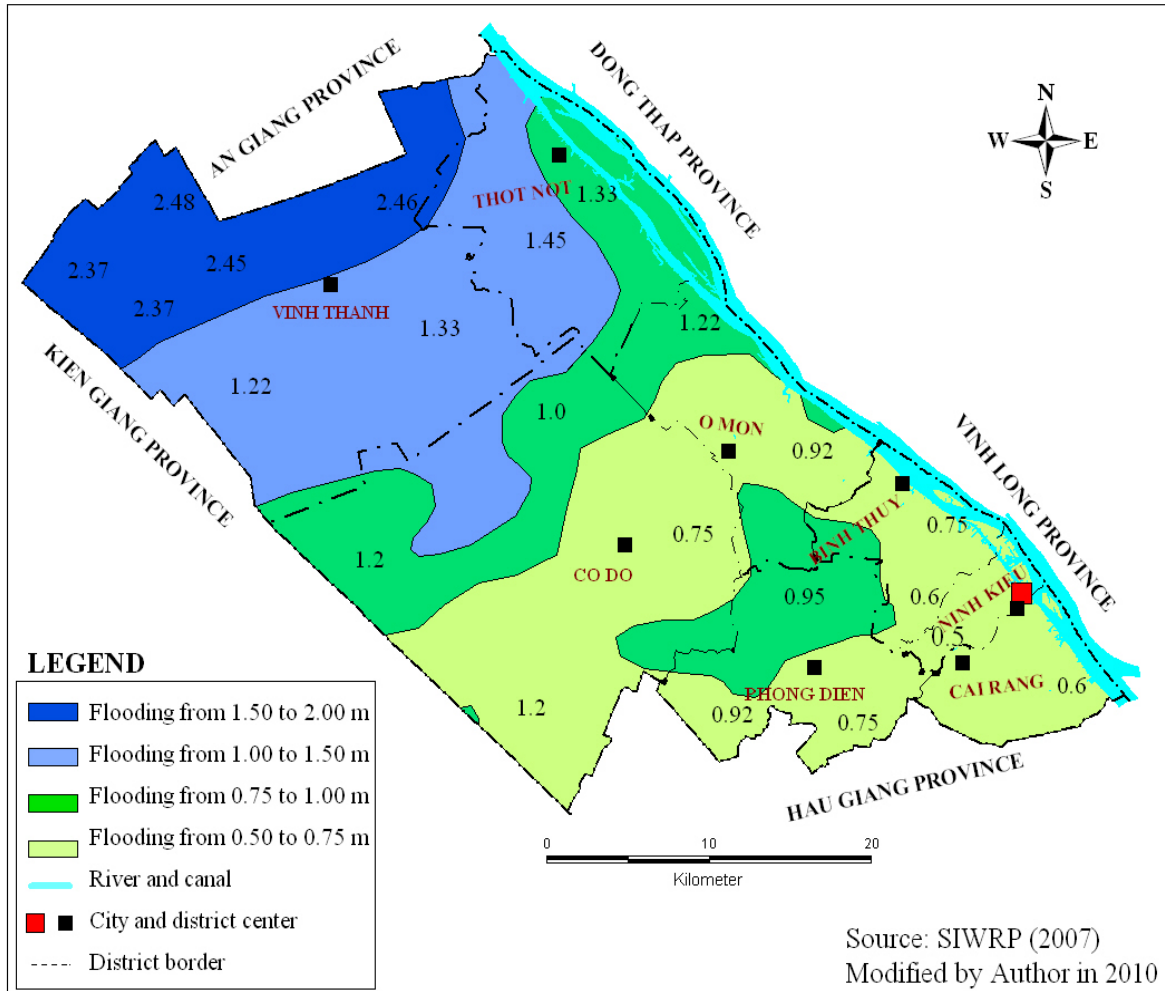 AN GIANG PROVINCE
DONG THAP PROVINCE
N
W
E
S
2.48
2.46
THOT NOT
1.33
1.45
2.37
2.45
2.37
VINH THANH
1.33
1.22
KIEN GIANG PROVINCE
1.22
1.0
O MON
0.92
VINH LONG PROVINCE
BINH THUY
0.75
0.75
1.2
CO DO
0.95
0.6
NINH KIEU
0.5
CAI RANG
0.6
PHONG DIEN
1.2
0.92
0.75
HAU GIANG PROVINCE
LEGEND
Flooding from 1.50 to 2.00 m
Flooding from 1.00 to 1.50 m
Flooding from 0.75 to 1.00 m
Flooding from 0.50 to 0.75 m
River and canal
City and district center
District border
0 10 20
Kilometer
Source: SIWRP (2007)
Modified by Author in 2010